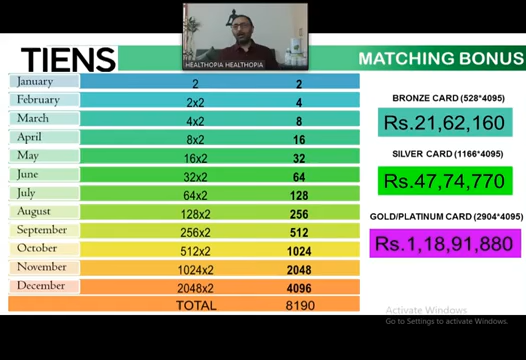 TIENS
HEALTHOPIA HEALTHOPIA
MATCHING BONUS
January 2 2
February 2x2 4
March 4x2 8
April 8x2 16
May 16x2 32
June 32x2 64
July 64x2 128
August 128x2 256
September 256x2 512
October 512x2 1024
November 1024x2 2048
December 2048x2 4096
TOTAL 8190
BRONZE CARD (528*4095)
Rs.21,62,160
SILVER CARD (1166*4095)
Rs.47,74,770
GOLD/PLATINUM CARD (2904*4095)
Rs.1,18,91,880
Activate Windows
Go to Settings to activate Windows.